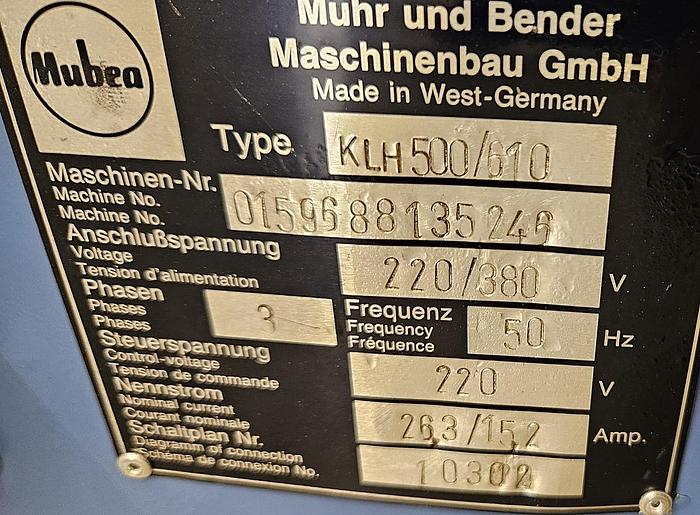 Mubea
Muhr und Bender
Maschinenbau GmbH
Made in West-Germany
Type KLH 500/610
Maschinen-Nr.
Machine No.
Machine No.
01596 88 135 246
Anschlußspannung
Voltage
Tension d'alimentation
220/380 V
Phasen
Phases
Phases
3
Frequenz
Frequency
Fréquence
50 Hz
Steuerspannung
Control-voltage
Tension de commande
220 V
Nennstrom
Nominal current
Courant nominale
26,3/15,2 Amp.
Schaltplan Nr.
Diagramm of connection
Schéme de connexion No.
10302